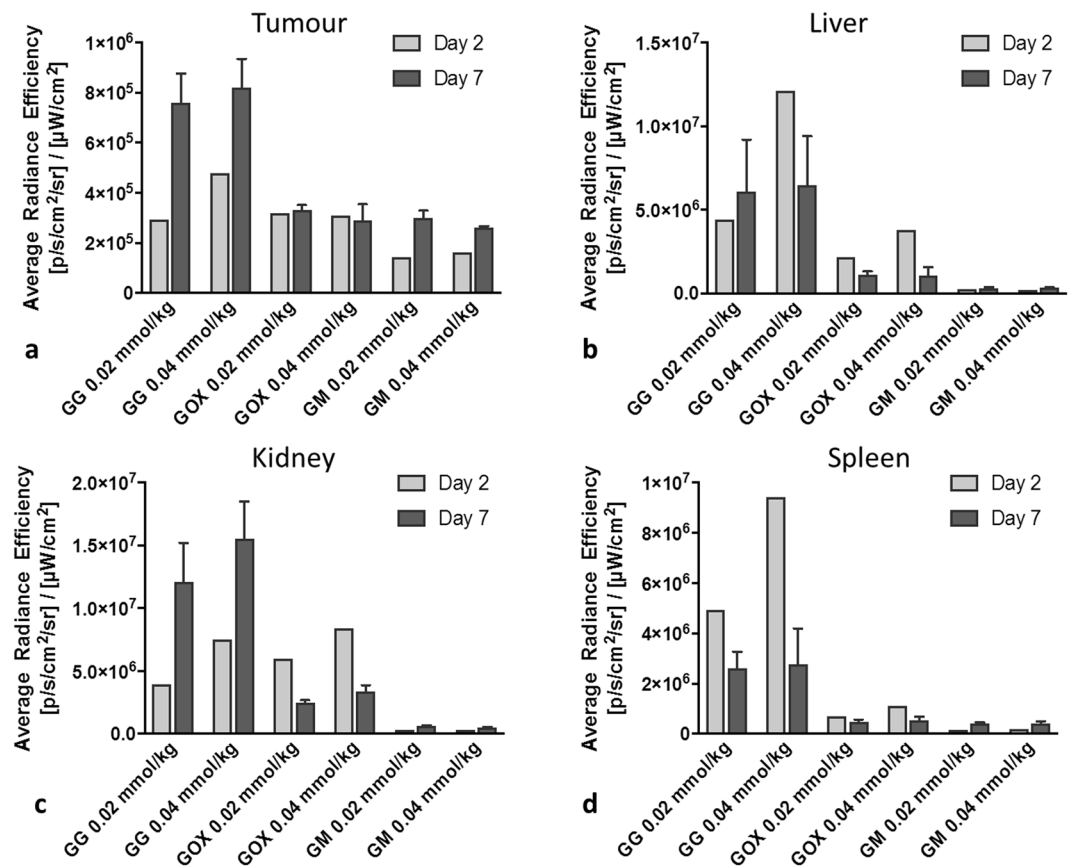 Tumour
Average Radiance Efficiency
[p/s/cm²/sr] / [µW/cm²]
1×10⁶
8×10⁵
6×10⁵
4×10⁵
2×10⁵
0
Day 2
Day 7
GG 0.02 mmol/kg
GG 0.04 mmol/kg
GOX 0.02 mmol/kg
GOX 0.04 mmol/kg
GM 0.02 mmol/kg
GM 0.04 mmol/kg
a
Liver
Average Radiance Efficiency
[p/s/cm²/sr] / [µW/cm²]
1.5×10⁷
1.0×10⁷
5.0×10⁶
0.0
Day 2
Day 7
GG 0.02 mmol/kg
GG 0.04 mmol/kg
GOX 0.02 mmol/kg
GOX 0.04 mmol/kg
GM 0.02 mmol/kg
GM 0.04 mmol/kg
b
Kidney
Average Radiance Efficiency
[p/s/cm²/sr] / [µW/cm²]
2.0×10⁷
1.5×10⁷
1.0×10⁷
5.0×10⁶
0.0
Day 2
Day 7
GG 0.02 mmol/kg
GG 0.04 mmol/kg
GOX 0.02 mmol/kg
GOX 0.04 mmol/kg
GM 0.02 mmol/kg
GM 0.04 mmol/kg
c
Spleen
Average Radiance Efficiency
[p/s/cm²/sr] / [µW/cm²]
1×10⁷
8×10⁶
6×10⁶
4×10⁶
2×10⁶
0
Day 2
Day 7
GG 0.02 mmol/kg
GG 0.04 mmol/kg
GOX 0.02 mmol/kg
GOX 0.04 mmol/kg
GM 0.02 mmol/kg
GM 0.04 mmol/kg
d